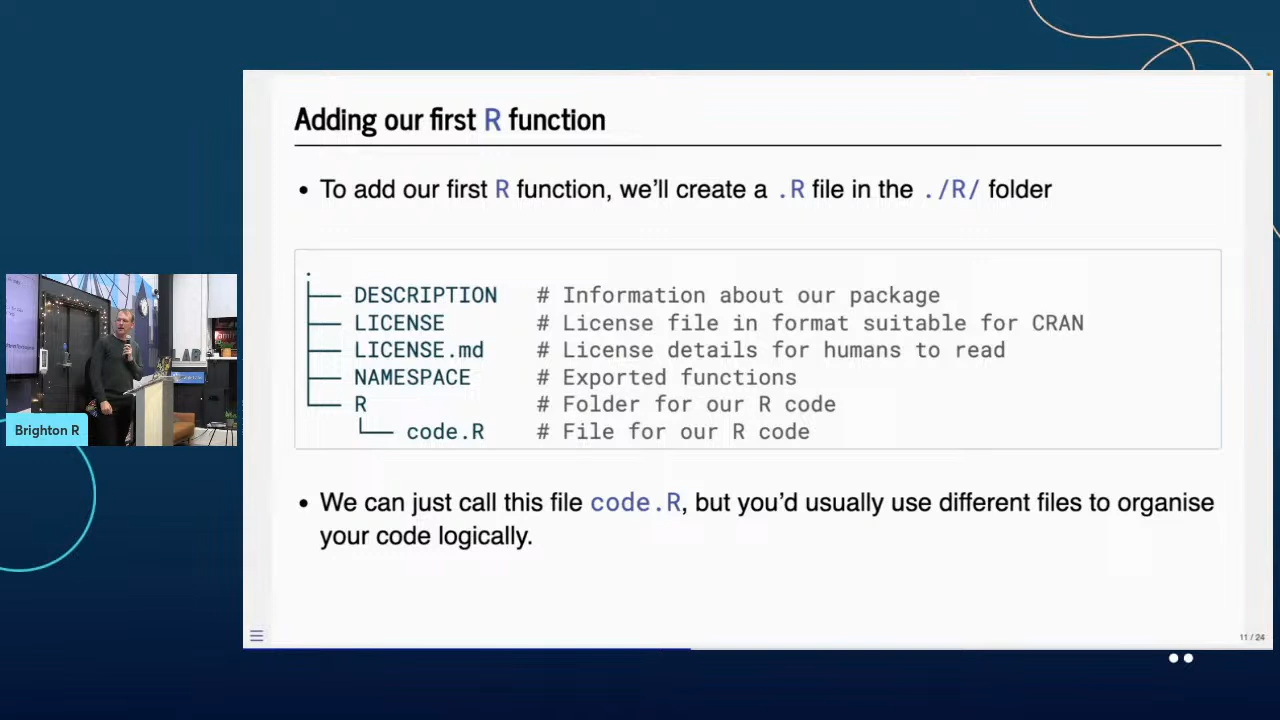 Adding our first R function
• To add our first R function, we'll create a .R file in the ./R/ folder
.
├── DESCRIPTION   # Information about our package
├── LICENSE       # License file in format suitable for CRAN
├── LICENSE.md    # License details for humans to read
├── NAMESPACE     # Exported functions
└── R             # Folder for our R code
    └── code.R    # File for our R code
• We can just call this file code.R, but you'd usually use different files to organise
your code logically.
11 / 24
LAB
Brighton R